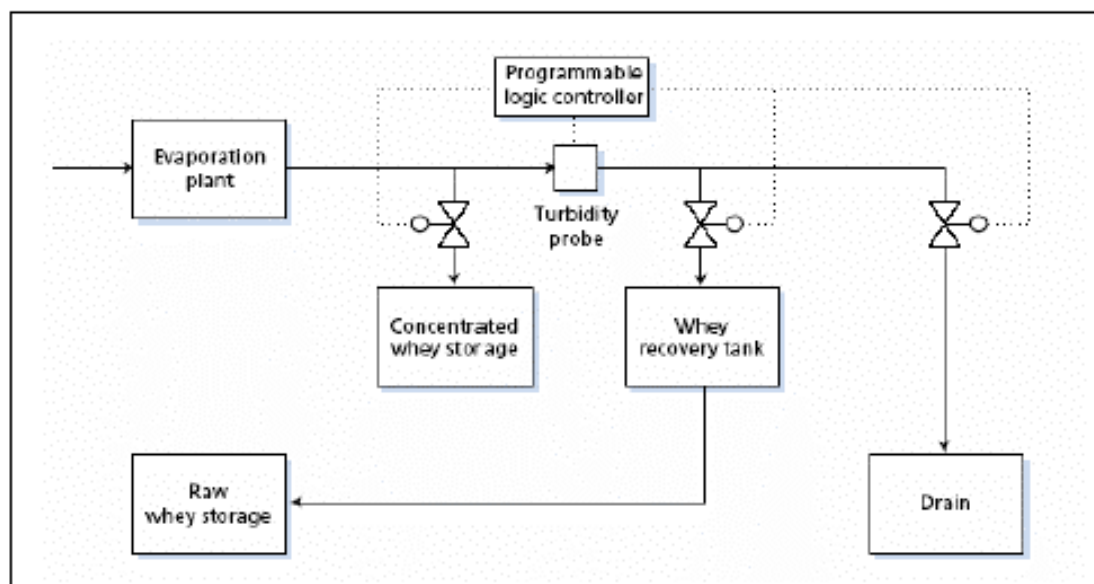 Programmable
logic controller
Evaporation
plant
Turbidity
probe
Concentrated
whey storage
Whey
recovery tank
Raw
whey storage
Drain